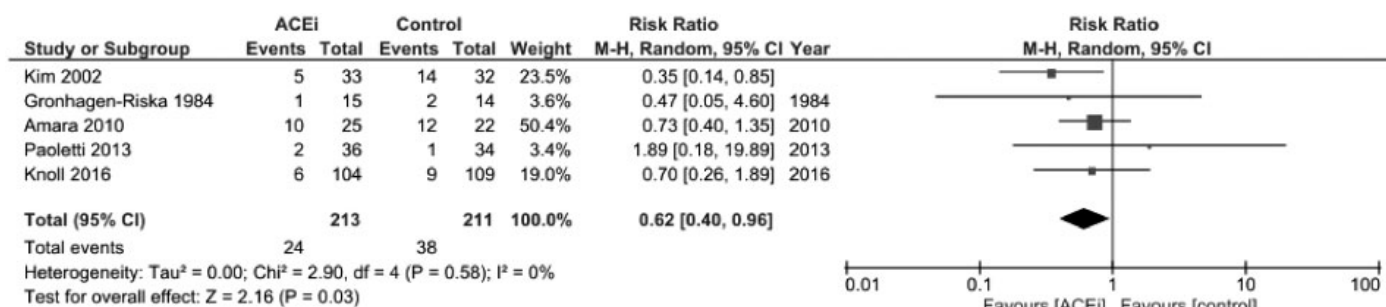 ACEi Control Risk Ratio Risk Ratio
Study or Subgroup Events Total Events Total Weight M-H, Random, 95% CI Year M-H, Random, 95% CI
Kim 2002 5 33 14 32 23.5% 0.35 [0.14, 0.85]
Gronhagen-Riska 1984 1 15 2 14 3.6% 0.47 [0.05, 4.60] 1984
Amara 2010 10 25 12 22 50.4% 0.73 [0.40, 1.35] 2010
Paoletti 2013 2 36 1 34 3.4% 1.89 [0.18, 19.89] 2013
Knoll 2016 6 104 9 109 19.0% 0.70 [0.26, 1.89] 2016
Total (95% CI) 213 211 100.0% 0.62 [0.40, 0.96]
Total events 24 38
Heterogeneity: Tau² = 0.00; Chi² = 2.90, df = 4 (P = 0.58); I² = 0%
Test for overall effect: Z = 2.16 (P = 0.03)
0.01 0.1 1 10 100
Favours [ACEi] Favours [control]